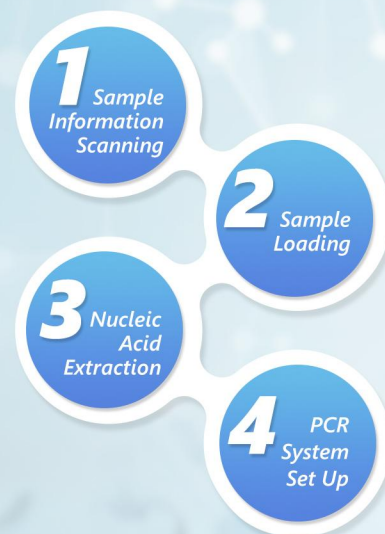 1 Sample
Information
Scanning
2 Sample
Loading
3 Nucleic
Acid
Extraction
4 PCR
System
Set Up